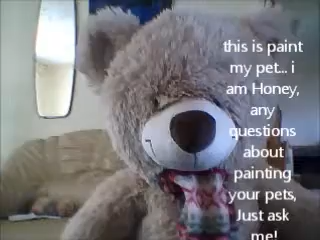 this is paint
my pet... i
am Honey,
any
questions
about
painting
your pets,
Just ask
me!